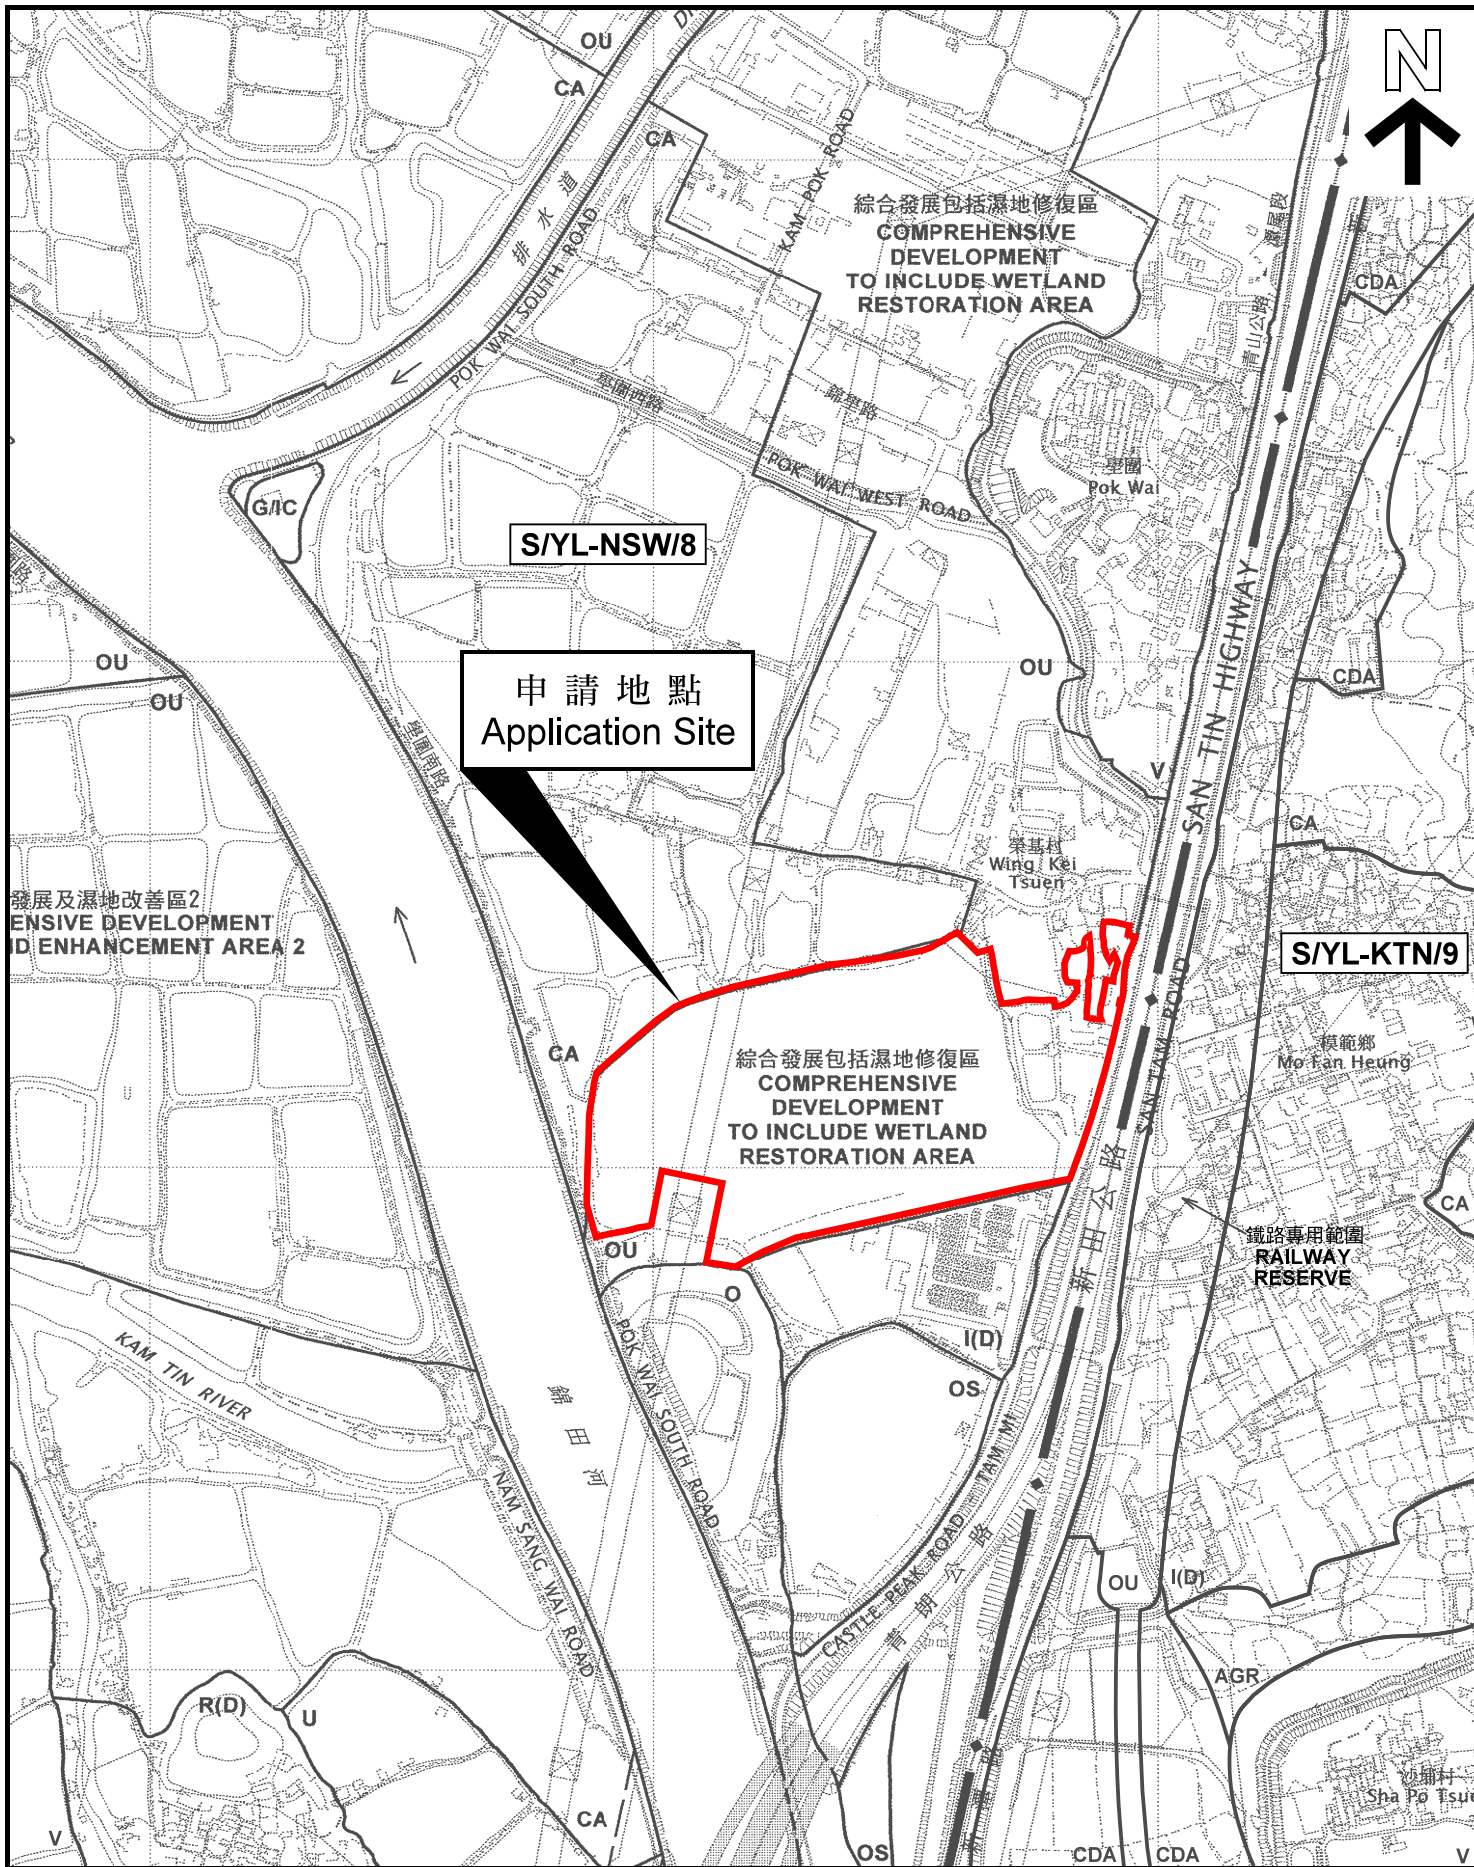 OU
CA
CA
N
排水道
POK WAI SOUTH ROAD
KAM POK ROAD
綜合發展包括濕地修復區
COMPREHENSIVE
DEVELOPMENT
TO INCLUDE WETLAND
RESTORATION AREA
CDA
青山公路
POK WAI WEST ROAD
Pok Wai
G/IC
S/YL-NSW/8
OU
OU
申請地點
Application Site
OU
CDA
SAN TIN HIGHWAY
V
CA
榮基村
Wing Kei
Tsuen
發展及濕地改善區2
ENSIVE DEVELOPMENT
ID ENHANCEMENT AREA 2
S/YL-KTN/9
SAN TAM ROAD
模範鄉
Mo Fan Heung
CA
綜合發展包括濕地修復區
COMPREHENSIVE
DEVELOPMENT
TO INCLUDE WETLAND
RESTORATION AREA
CA
鐵路專用範圍
RAILWAY
RESERVE
新田公路
OU
O
I(D)
OS
KAM TIN RIVER
錦田河
POK WAI SOUTH ROAD
NAM SANG WAI ROAD
CASTLE PEAK ROAD TAM MI
青朗公路
OU
I(D)
AGR
R(D)
U
沙埔村
Sha Po Tsue
CA
V
OS
CDA
CDA
V